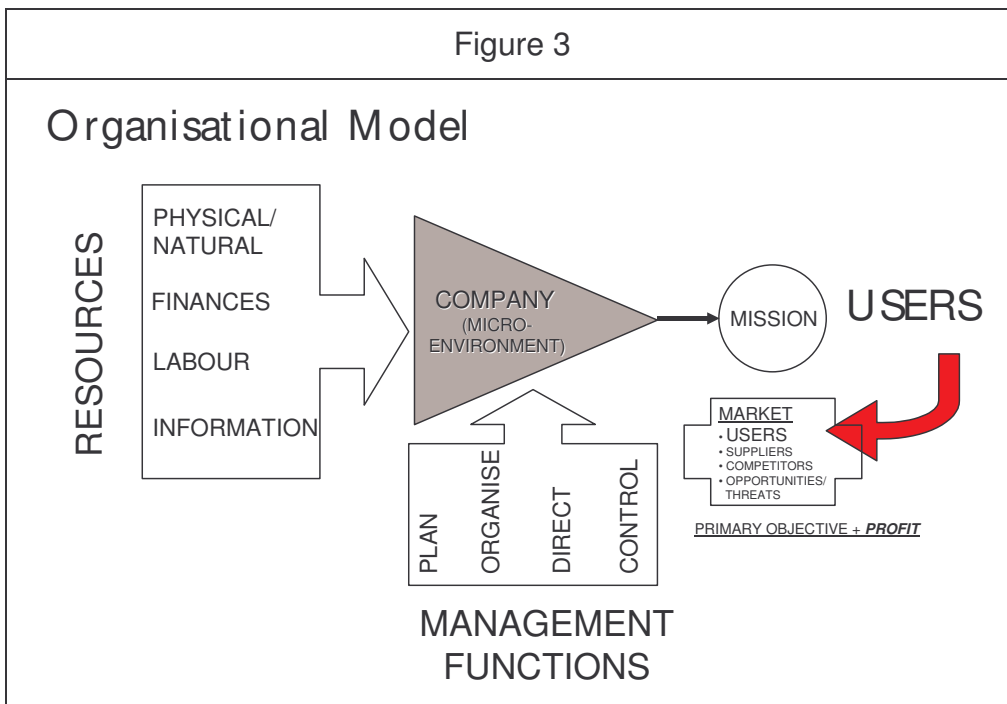 Figure 3
Organisational Model
RESOURCES
PHYSICAL/
NATURAL
FINANCES
LABOUR
INFORMATION
COMPANY
(MICRO-
ENVIRONMENT)
MISSION
USERS
MARKET
• USERS
• SUPPLIERS
• COMPETITORS
• OPPORTUNITIES/
THREATS
PRIMARY OBJECTIVE + PROFIT
PLAN
ORGANISE
DIRECT
CONTROL
MANAGEMENT
FUNCTIONS